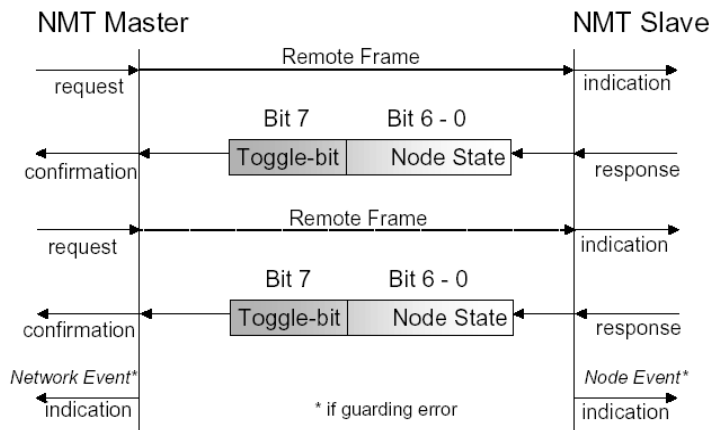 NMT Master NMT Slave
Remote Frame
request indication
Bit 7 Bit 6 - 0
Toggle-bit Node State
confirmation response
Remote Frame
request indication
Bit 7 Bit 6 - 0
Toggle-bit Node State
confirmation response
Network Event* Node Event*
indication * if guarding error indication